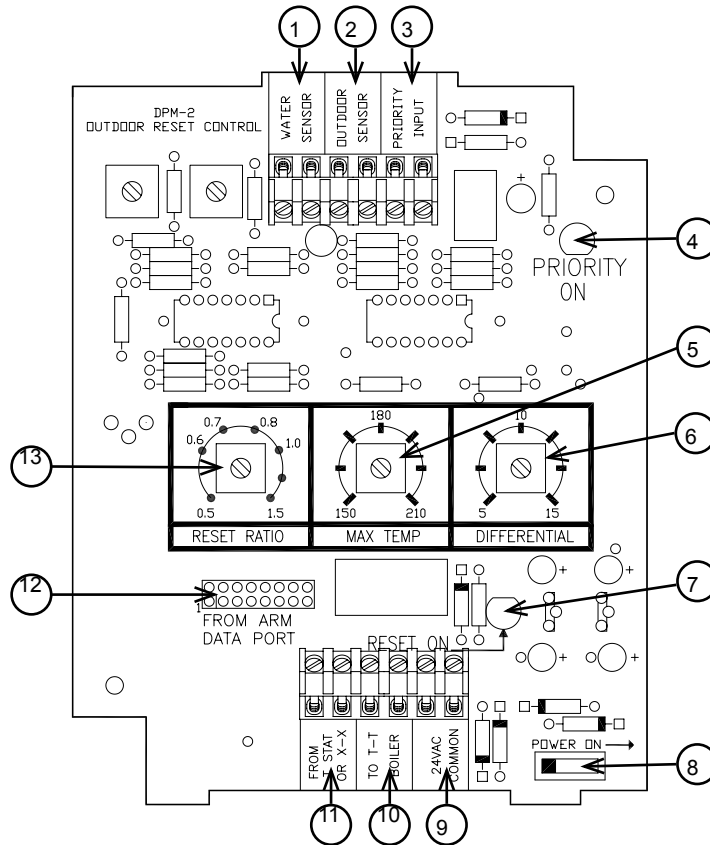 1
2
3
WATER
SENSOR
OUTDOOR
SENSOR
PRIORITY
INPUT
DPM-2
OUTDOOR RESET CONTROL
+
4
PRIORITY
ON
5
0.7
0.8
180
10
6
0.6
1.0
13
0.5
1.5
150
210
5
15
RESET RATIO
MAX TEMP
DIFFERENTIAL
+
+
7
12
1
FROM ARM
DATA PORT
RESET ON
+
+
FROM
T STAT
OR X-X
TO T-T
BOILER
24VAC
COMMON
POWER ON
8
11
10
9